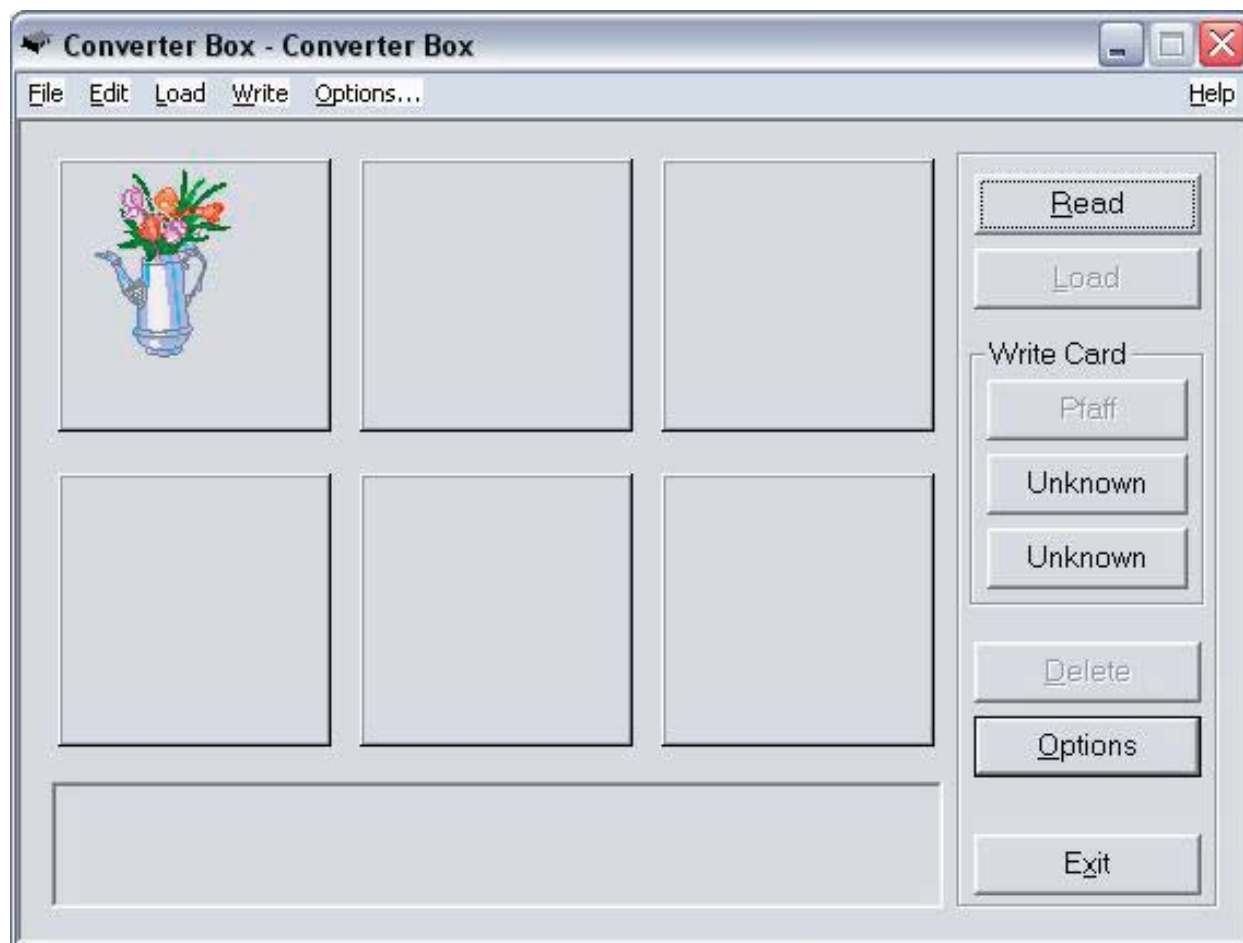 Converter Box - Converter Box
File Edit Load Write Options... Help
Read
Load
Write Card
Pfaff
Unknown
Unknown
Delete
Options
Exit